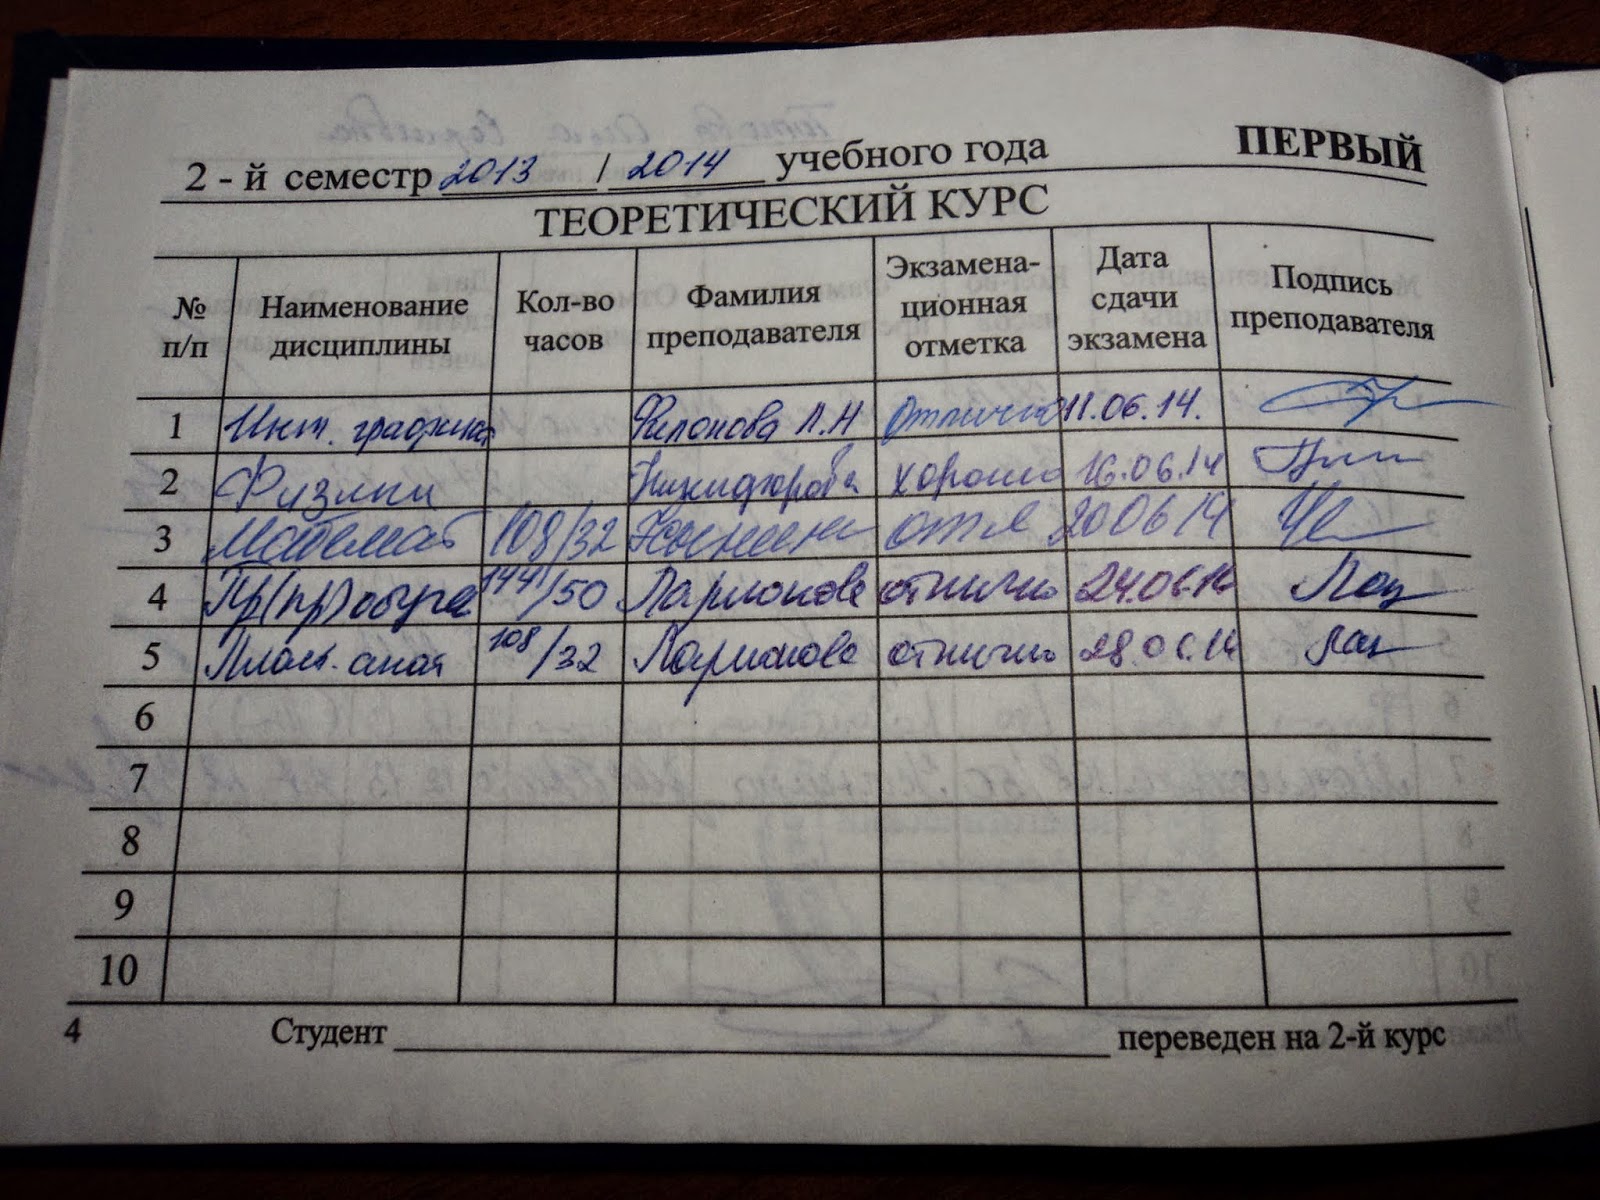 2 - й семестр 2013 / 2014 учебного года ПЕРВЫЙ
ТЕОРЕТИЧЕСКИЙ КУРС
№ п/п Наименование дисциплины Кол-во часов Фамилия преподавателя Экзамена-ционная отметка Дата сдачи экзамена Подпись преподавателя
1 Инж. графика Филонова Л.Н отлично 11.06.14.
2 Физики Никифорова хорошо 16.06.14
3 Математ 108/32 отл 20 06 14
4 144/50 Ларионова отлично 24.06.14
5 108/32 Ларионова отлично 28.06.14
6
7
8
9
10
4 Студент переведен на 2-й курс